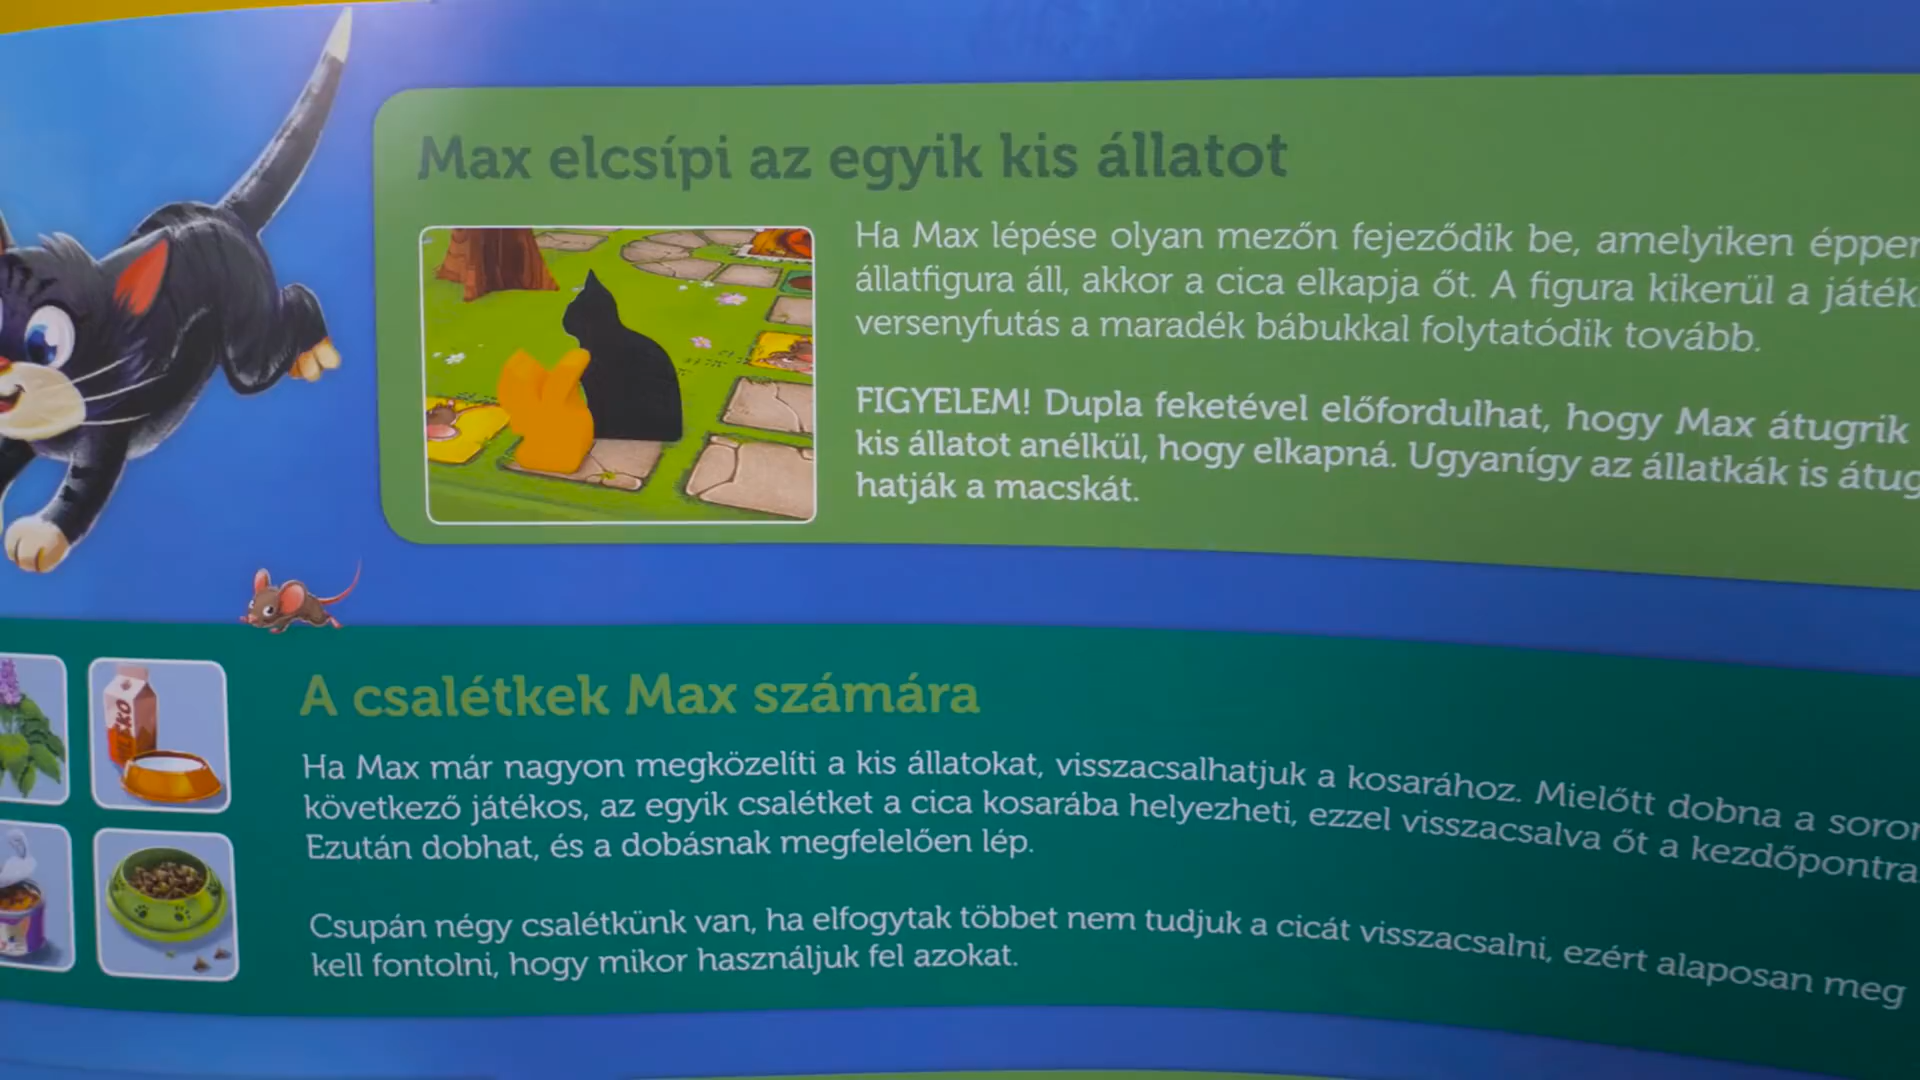 Max elcsípi az egyik kis állatot
Ha Max lépése olyan mezőn fejeződik be, amelyiken éppen
állatfigura áll, akkor a cica elkapja őt. A figura kikerül a
versenyfutás a maradék bábukkal folytatódik tovább.
FIGYELEM! Dupla feketével előfordulhat, hogy Max átugrik
kis állatot anélkül, hogy elkapná. Ugyanígy az állatkák is
hatják a macskát.
A csalétkek Max számára
Ha Max már nagyon megközelíti a kis állatokat, visszacsalhatjuk a kosarához. Mielőtt dobna a
következő játékos, az egyik csalétket a cica kosarába helyezheti, ezzel visszacsalva őt a kezdőpontra.
Ezután dobhat, és a dobásnak megfelelően lép.
Csupán négy csalétkünk van, ha elfogytak többet nem tudjuk a cicát visszacsalni, ezért alaposan meg
kell fontolni, hogy mikor használjuk fel azokat.